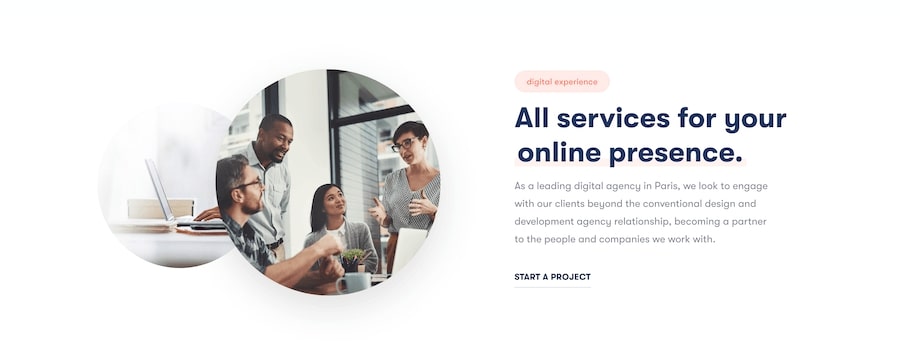 digital experience
All services for your
online presence.
As a leading digital agency in Paris, we look to engage
with our clients beyond the conventional design and
development agency relationship, becoming a partner
to the people and companies we work with.
START A PROJECT